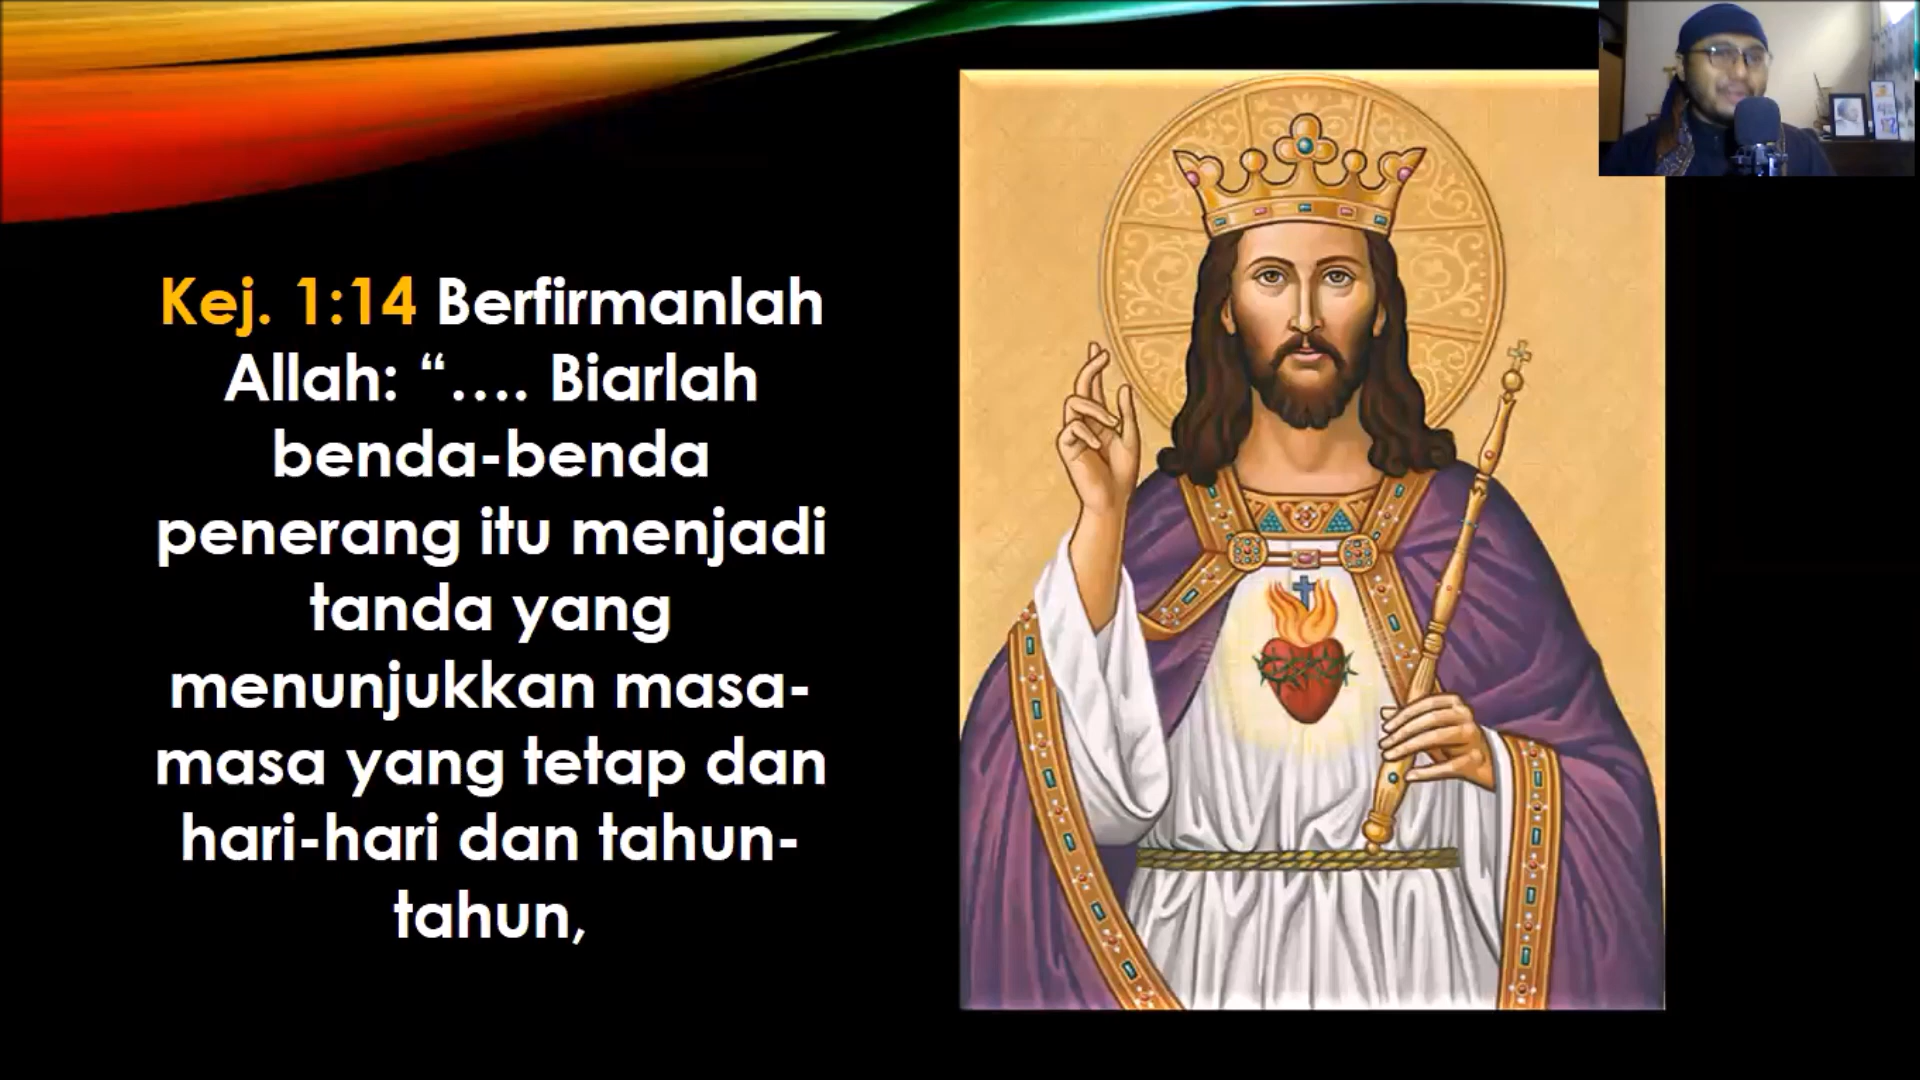 Kej. 1:14 Berfirmanlah
Allah: “.... Biarlah
benda-benda
penerang itu menjadi
tanda yang
menunjukkan masa-
masa yang tetap dan
hari-hari dan tahun-
tahun,